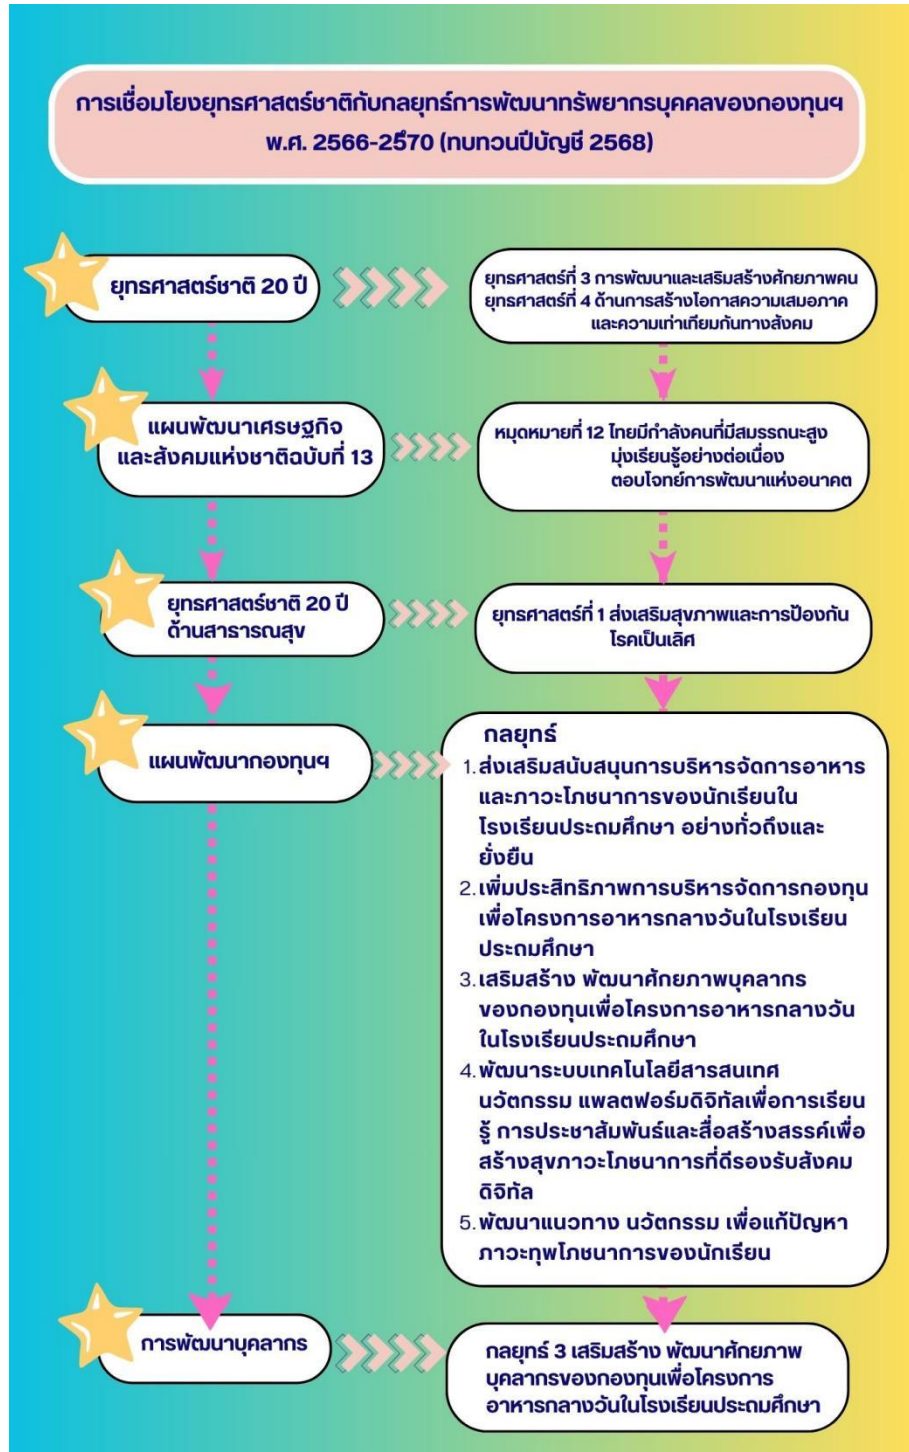 การเชื่อมโยงยุทธศาสตร์ชาติกับกลยุทธ์การพัฒนาทรัพยากรบุคคลของกองทุนฯ
พ.ศ. 2566-2570 (ทบทวนปีบัญชี 2568)
ยุทธศาสตร์ชาติ 20 ปี
ยุทธศาสตร์ที่ 3 การพัฒนาและเสริมสร้างศักยภาพคน
ยุทธศาสตร์ที่ 4 ด้านการสร้างโอกาสความเสมอภาค
และความเท่าเทียมกันทางสังคม
แผนพัฒนาเศรษฐกิจ
และสังคมแห่งชาติฉบับที่ 13
หมุดหมายที่ 12 ไทยมีกำลังคนที่มีสมรรถนะสูง
มุ่งเรียนรู้อย่างต่อเนื่อง
ตอบโจทย์การพัฒนาแห่งอนาคต
ยุทธศาสตร์ชาติ 20 ปี
ด้านสาธารณสุข
ยุทธศาสตร์ที่ 1 ส่งเสริมสุขภาพและการป้องกัน
โรคเป็นเลิศ
แผนพัฒนากองทุนฯ
กลยุทธ์
1. ส่งเสริมสนับสนุนการบริหารจัดการอาหาร
และภาวะโภชนาการของนักเรียนใน
โรงเรียนประถมศึกษา อย่างทั่วถึงและ
ยั่งยืน
2. เพิ่มประสิทธิภาพการบริหารจัดการกองทุน
เพื่อโครงการอาหารกลางวันในโรงเรียน
ประถมศึกษา
3. เสริมสร้าง พัฒนาศักยภาพบุคลากร
ของกองทุนเพื่อโครงการอาหารกลางวัน
ในโรงเรียนประถมศึกษา
4. พัฒนาระบบเทคโนโลยีสารสนเทศ
นวัตกรรม แพลตฟอร์มดิจิทัลเพื่อการเรียน
รู้ การประชาสัมพันธ์และสื่อสร้างสรรค์เพื่อ
สร้างสุขภาวะโภชนาการที่ดีรองรับสังคม
ดิจิทัล
5. พัฒนาแนวทาง นวัตกรรม เพื่อแก้ปัญหา
ภาวะทุพโภชนาการของนักเรียน
การพัฒนาบุคลากร
กลยุทธ์ 3 เสริมสร้าง พัฒนาศักยภาพ
บุคลากรของกองทุนเพื่อโครงการ
อาหารกลางวันในโรงเรียนประถมศึกษา